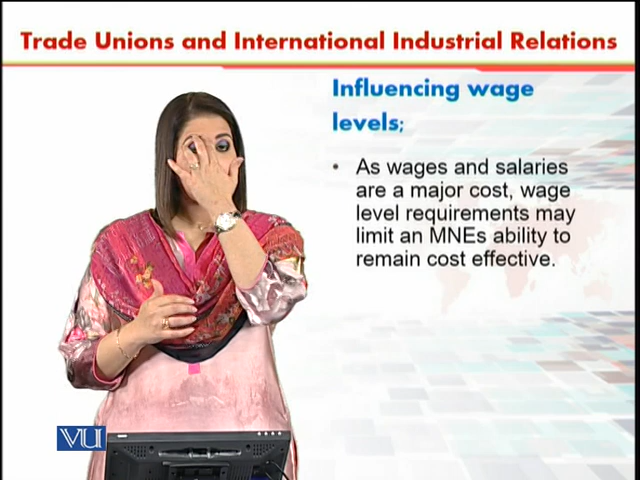 Trade Unions and International Industrial Relations
Influencing wage
levels;
• As wages and salaries
are a major cost, wage
level requirements may
limit an MNEs ability to
remain cost effective.
VU